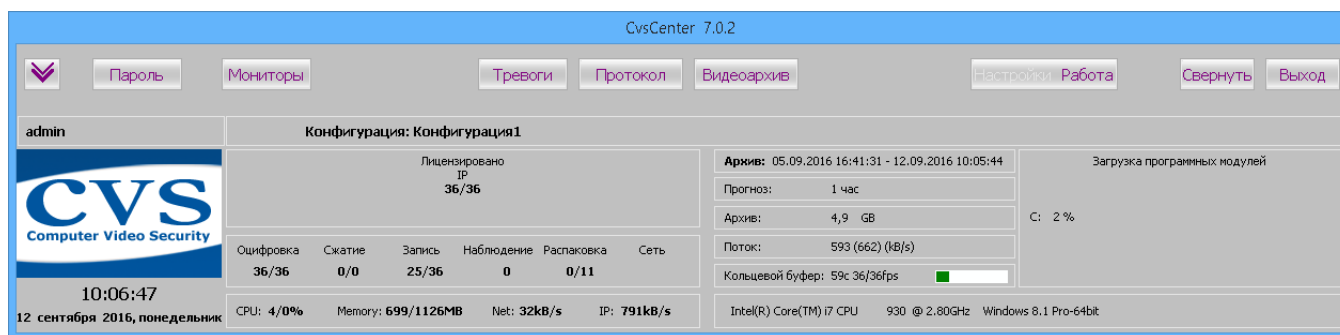 CvsCenter 7.0.2
Пароль Мониторы Тревоги Протокол Видеоархив Настройки Работа Свернуть Выход
admin Конфигурация: Конфигурация1
Лицензировано
IP
36/36
Архив: 05.09.2016 16:41:31 - 12.09.2016 10:05:44
Прогноз: 1 час
Архив: 4,9 GB
Поток: 593 (662) (kB/s)
Кольцевой буфер: 59с 36/36fps
Загрузка программных модулей
C: 2 %
CVS
Computer Video Security
Оцифровка Сжатие Запись Наблюдение Распаковка Сеть
36/36 0/0 25/36 0 0/11
10:06:47
12 сентября 2016, понедельник
CPU: 4/0% Memory: 699/1126MB Net: 32kB/s IP: 791kB/s
Intel(R) Core(TM) i7 CPU 930 @ 2.80GHz Windows 8.1 Pro-64bit